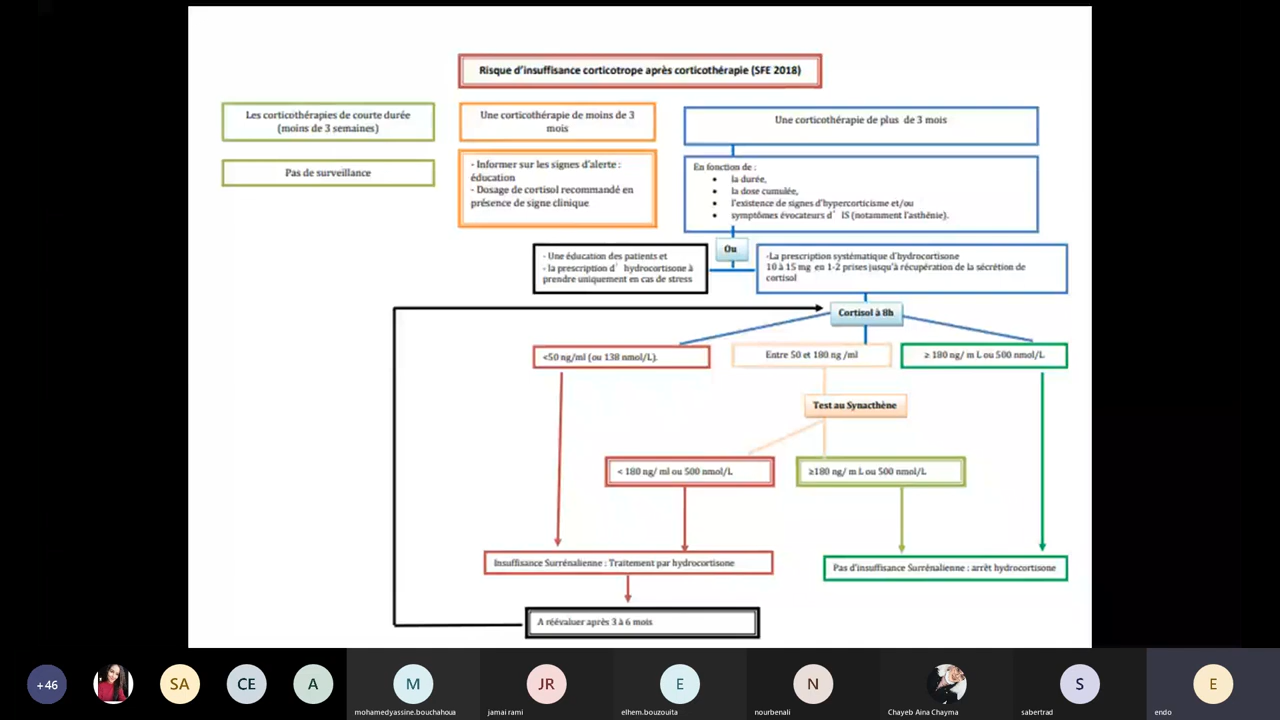 Risque d'insuffisance corticotrope après corticothérapie (SFE 2018)
Les corticothérapies de courte durée
(moins de 3 semaines)
Pas de surveillance
Une corticothérapie de moins de 3
mois
- Informer sur les signes d'alerte :
éducation
- Dosage de cortisol recommandé en
présence de signe clinique
Une corticothérapie de plus de 3 mois
En fonction de :
• la durée,
• la dose cumulée,
• l'existence de signes d'hypercorticisme et/ou
• symptômes évocateurs d' IS (notamment l'asthénie).
Ou
- Une éducation des patients et
- la prescription d' hydrocortisone à
prendre uniquement en cas de stress
-La prescription systématique d'hydrocortisone
10 à 15 mg en 1-2 prises jusqu'à récupération de la sécrétion de
cortisol
Cortisol à 8h
<50 ng/ml (ou 138 nmol/L).
Entre 50 et 180 ng /ml
≥ 180 ng/ m L ou 500 nmol/L
Test au Synacthène
< 180 ng/ ml ou 500 nmol/L
≥180 ng/ m L ou 500 nmol/L
Insuffisance Surrénalienne : Traitement par hydrocortisone
Pas d'insuffisance Surrénalienne : arrêt hydrocortisone
A réévaluer après 3 à 6 mois
+46
SA
CE
A
M
mohamedyassine.bouchahoua
JR
jamai rami
E
elhem.bouzouita
N
nourbenali
Chayeb Aina Chayma
S
sabertrad
E
endo